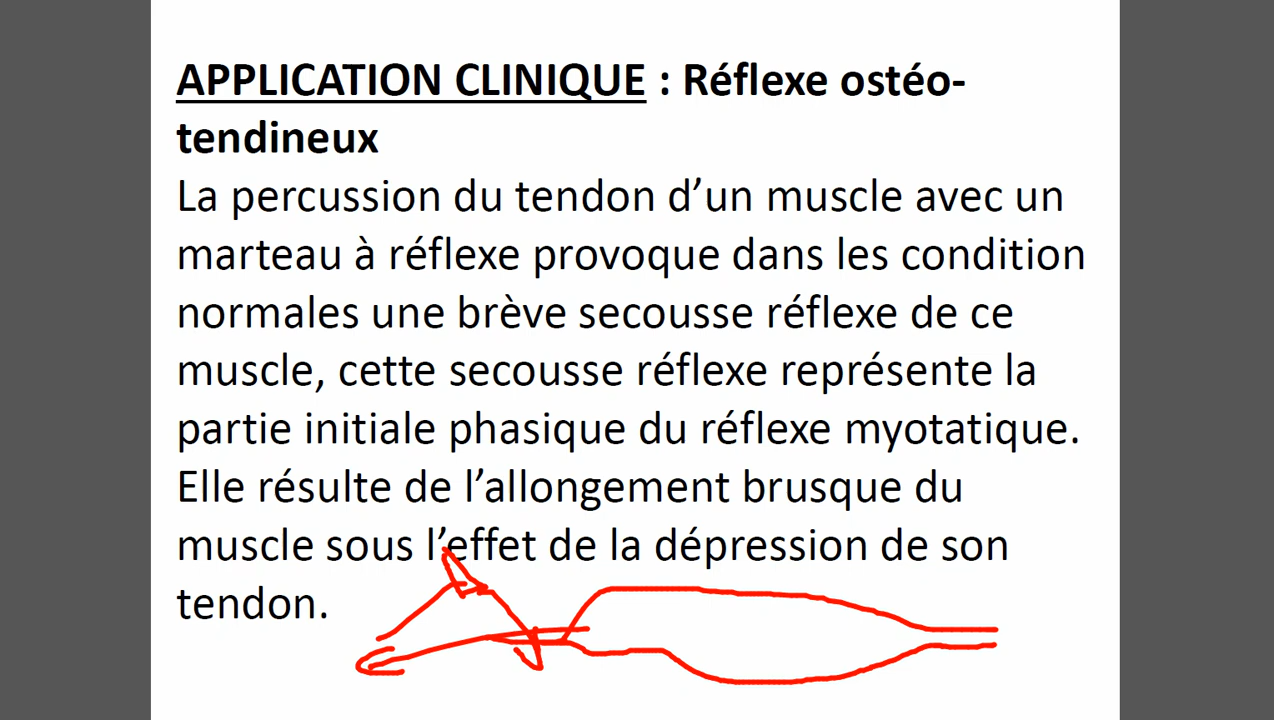 APPLICATION CLINIQUE : Réflexe ostéo-
tendineux
La percussion du tendon d’un muscle avec un
marteau à réflexe provoque dans les condition
normales une brève secousse réflexe de ce
muscle, cette secousse réflexe représente la
partie initiale phasique du réflexe myotatique.
Elle résulte de l’allongement brusque du
muscle sous l’effet de la dépression de son
tendon.